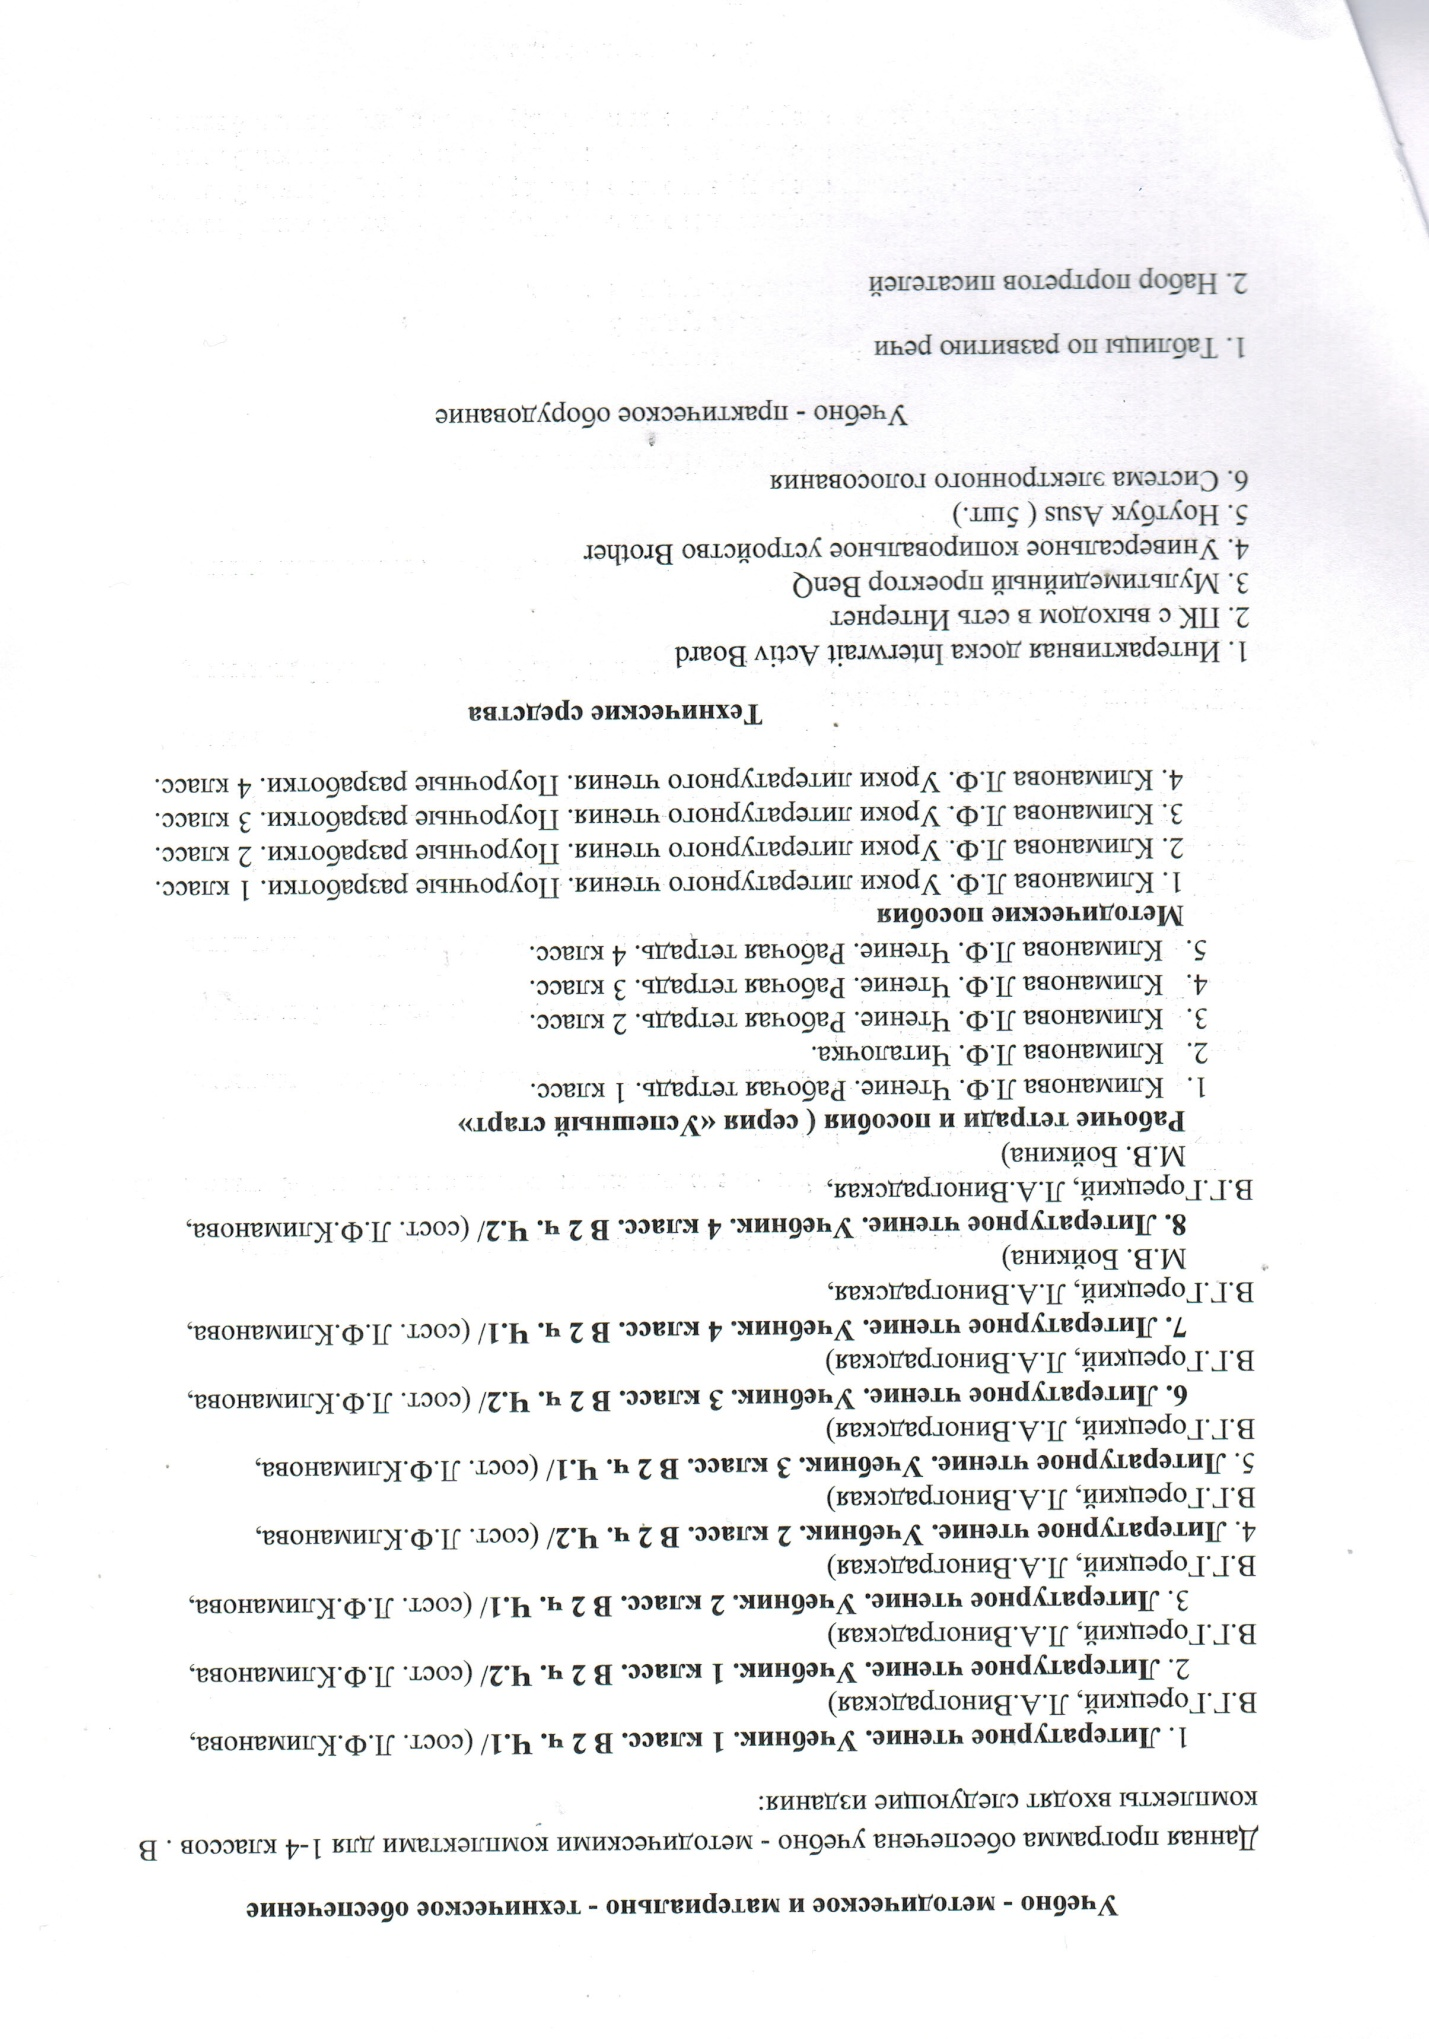 Учебно - методическое и материально - техническое обеспечение
Данная программа обеспечена учебно - методическими комплектами для 1-4 классов . В
комплекты входят следующие издания:
1. Литературное чтение. Учебник. 1 класс. В 2 ч. Ч.1/ (сост. Л.Ф.Климанова,
В.Г.Горецкий, Л.А.Виноградская)
2. Литературное чтение. Учебник. 1 класс. В 2 ч. Ч.2/ (сост. Л.Ф.Климанова,
В.Г.Горецкий, Л.А.Виноградская)
3. Литературное чтение. Учебник. 2 класс. В 2 ч. Ч.1/ (сост. Л.Ф.Климанова,
В.Г.Горецкий, Л.А.Виноградская)
4. Литературное чтение. Учебник. 2 класс. В 2 ч. Ч.2/ (сост. Л.Ф.Климанова,
В.Г.Горецкий, Л.А.Виноградская)
5. Литературное чтение. Учебник. 3 класс. В 2 ч. Ч.1/ (сост. Л.Ф.Климанова,
В.Г.Горецкий, Л.А.Виноградская)
6. Литературное чтение. Учебник. 3 класс. В 2 ч. Ч.2/ (сост. Л.Ф.Климанова,
В.Г.Горецкий, Л.А.Виноградская)
7. Литературное чтение. Учебник. 4 класс. В 2 ч. Ч.1/ (сост. Л.Ф.Климанова,
В.Г.Горецкий, Л.А.Виноградская,
М.В. Бойкина)
8. Литературное чтение. Учебник. 4 класс. В 2 ч. Ч.2/ (сост. Л.Ф.Климанова,
В.Г.Горецкий, Л.А.Виноградская,
М.В. Бойкина)
Рабочие тетради и пособия ( серия «Успешный старт»
1. Климанова Л.Ф. Чтение. Рабочая тетрадь. 1 класс.
2. Климанова Л.Ф. Читалочка.
3. Климанова Л.Ф. Чтение. Рабочая тетрадь. 2 класс.
4. Климанова Л.Ф. Чтение. Рабочая тетрадь. 3 класс.
5. Климанова Л.Ф. Чтение. Рабочая тетрадь. 4 класс.
Методические пособия
1. Климанова Л.Ф. Уроки литературного чтения. Поурочные разработки. 1 класс.
2. Климанова Л.Ф. Уроки литературного чтения. Поурочные разработки. 2 класс.
3. Климанова Л.Ф. Уроки литературного чтения. Поурочные разработки. 3 класс.
4. Климанова Л.Ф. Уроки литературного чтения. Поурочные разработки. 4 класс.
Технические средства
1. Интерактивная доска Interwrait Activ Board
2. ПК с выходом в сеть Интернет
3. Мультимедийный проектор BenQ
4. Универсальное копировальное устройство Brother
5. Ноутбук Asus ( 5шт.)
6. Система электронного голосования
Учебно - практическое оборудование
1. Таблицы по развитию речи
2. Набор портретов писателей